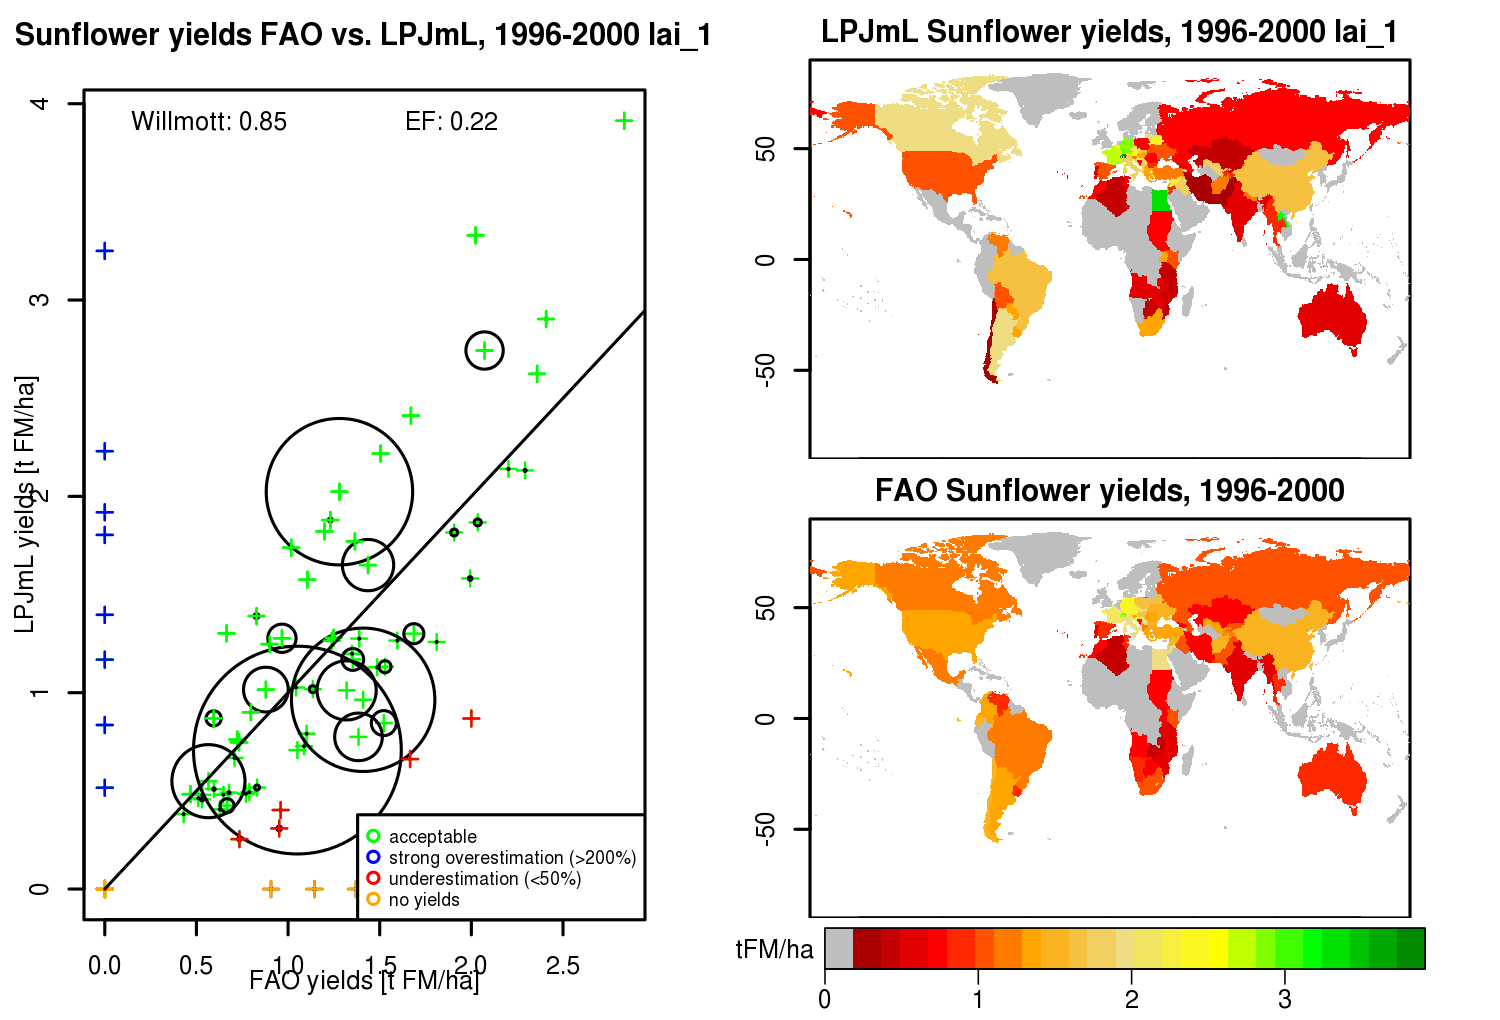 Sunflower yields FAO vs. LPJmL, 1996-2000 lai_1
Willmott: 0.85 EF: 0.22
4
3
2
1
0
LPJmL yields [t FM/ha]
acceptable
strong overestimation (>200%)
underestimation (<50%)
no yields
0.0 0.5 1.0 1.5 2.0 2.5
FAO yields [t FM/ha]
LPJmL Sunflower yields, 1996-2000 lai_1
50
0
-50
FAO Sunflower yields, 1996-2000
50
0
-50
tFM/ha
0 1 2 3